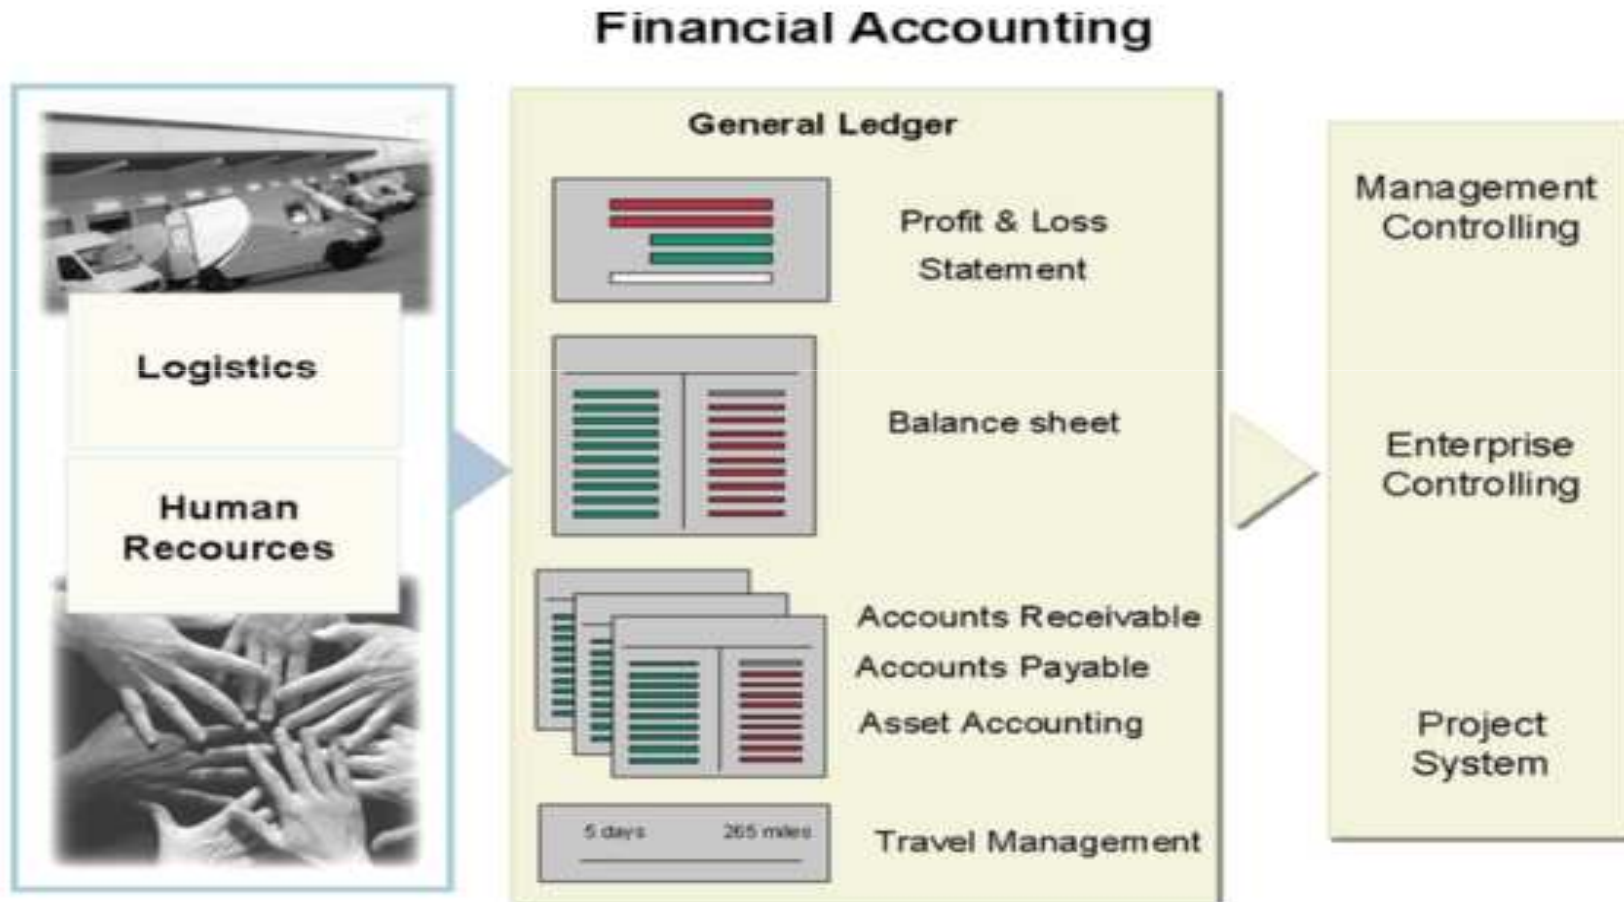 Financial Accounting
Logistics
Human
Recources
General Ledger
Profit & Loss
Statement
Balance sheet
Accounts Receivable
Accounts Payable
Asset Accounting
5 days 265 miles
Travel Management
Management
Controlling
Enterprise
Controlling
Project
System